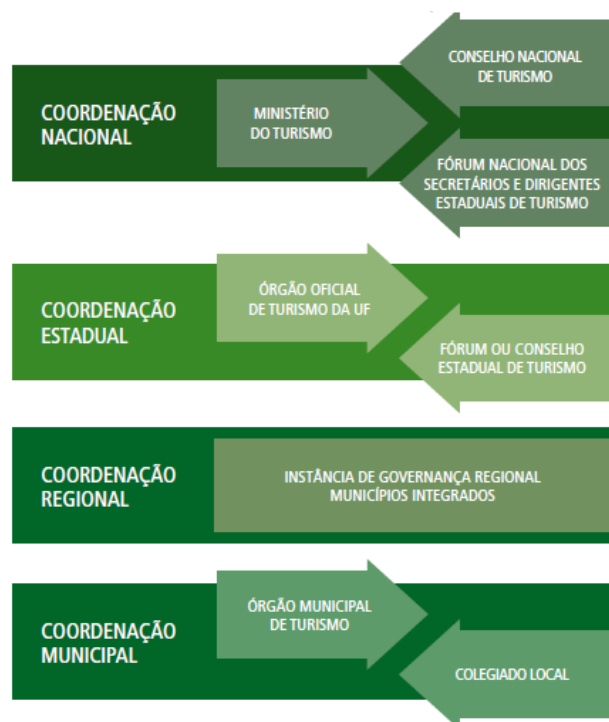 COORDENAÇÃO
NACIONAL
MINISTÉRIO
DO TURISMO
CONSELHO NACIONAL
DE TURISMO
FÓRUM NACIONAL DOS
SECRETÁRIOS E DIRIGENTES
ESTADUAIS DE TURISMO
COORDENAÇÃO
ESTADUAL
ÓRGÃO OFICIAL
DE TURISMO DA UF
FÓRUM OU CONSELHO
ESTADUAL DE TURISMO
COORDENAÇÃO
REGIONAL
INSTÂNCIA DE GOVERNANÇA REGIONAL
MUNICÍPIOS INTEGRADOS
COORDENAÇÃO
MUNICIPAL
ÓRGÃO MUNICIPAL
DE TURISMO
COLEGIADO LOCAL